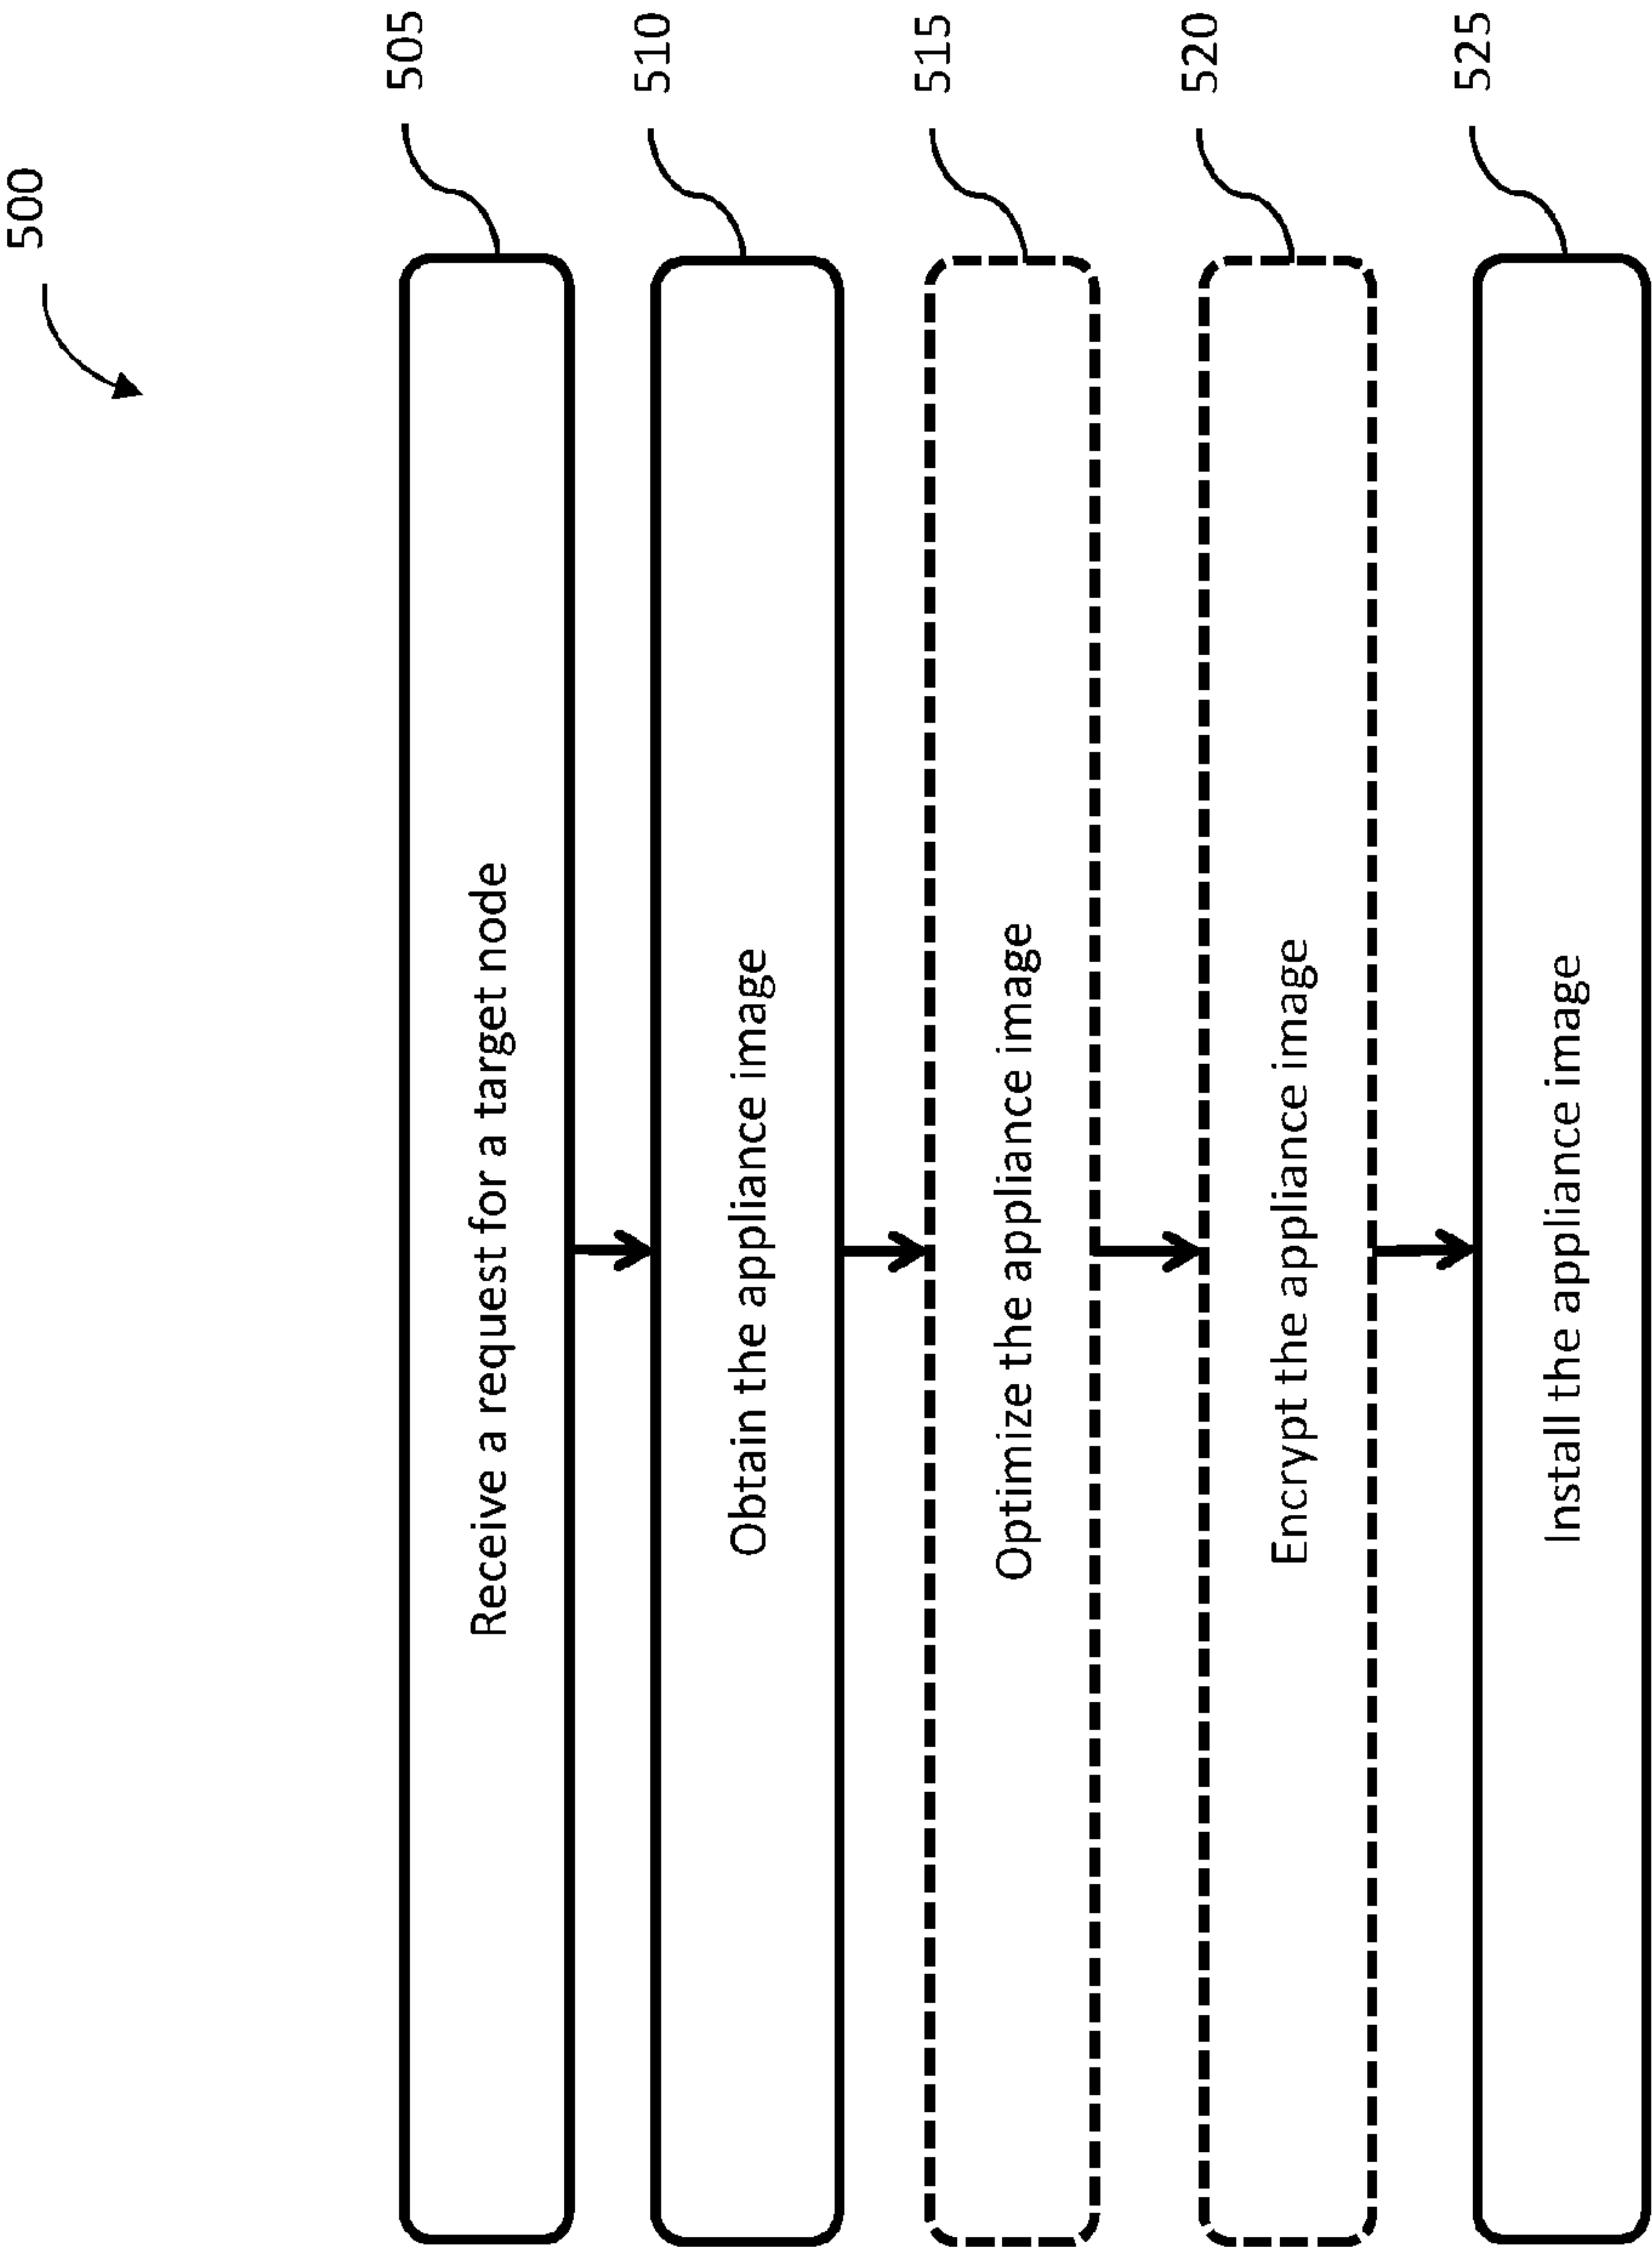 500
Receive a request for a target node
505
Obtain the appliance image
510
Optimize the appliance image
515
Encrypt the appliance image
520
Install the appliance image
525